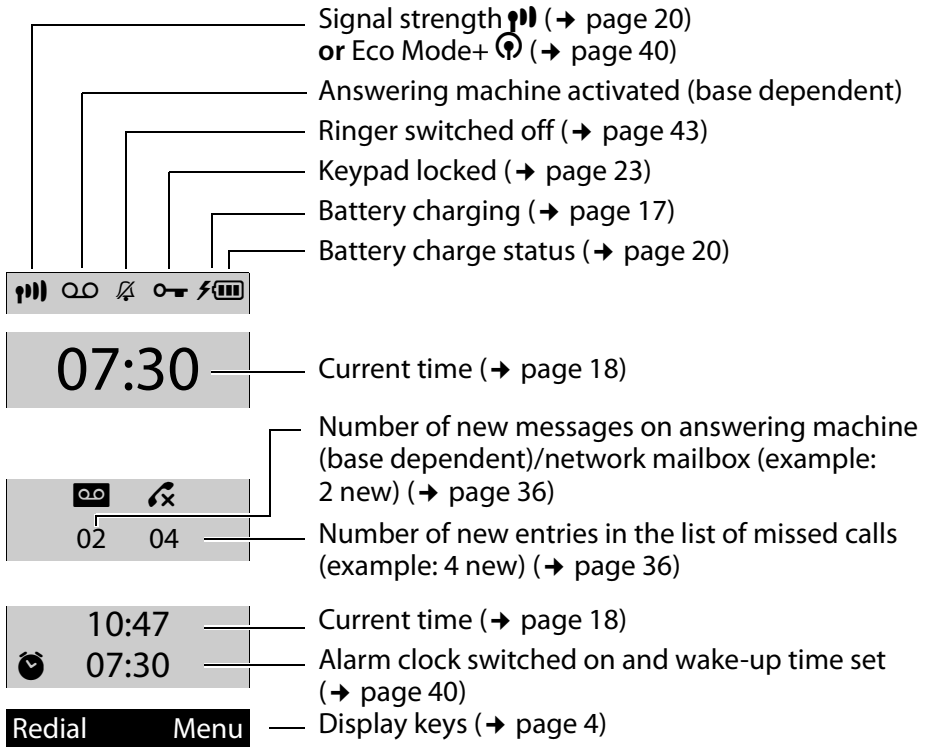 Signal strength (➔ page 20)
or Eco Mode+ (➔ page 40)
Answering machine activated (base dependent)
Ringer switched off (➔ page 43)
Keypad locked (➔ page 23)
Battery charging (➔ page 17)
Battery charge status (➔ page 20)
07:30
Current time (➔ page 18)
Number of new messages on answering machine
(base dependent)/network mailbox (example:
2 new) (➔ page 36)
02 04
Number of new entries in the list of missed calls
(example: 4 new) (➔ page 36)
10:47
Current time (➔ page 18)
07:30
Alarm clock switched on and wake-up time set
(➔ page 40)
Redial Menu
Display keys (➔ page 4)